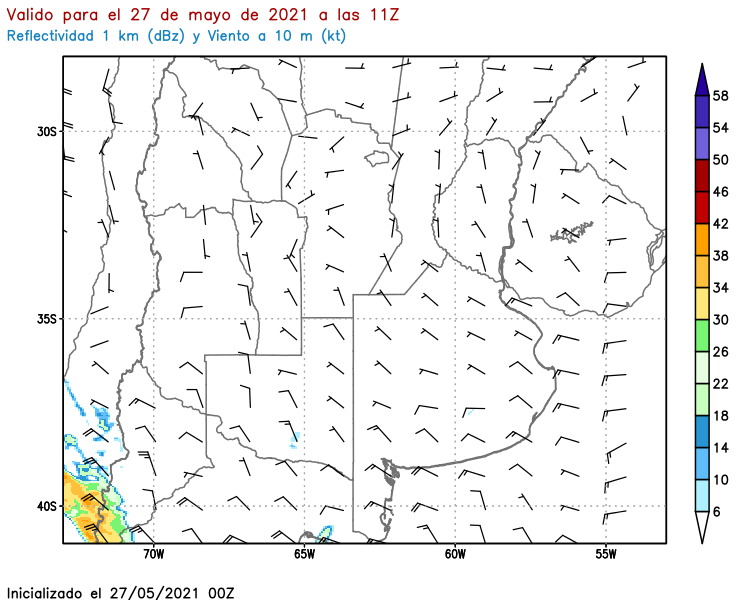 Valido para el 27 de mayo de 2021 a las 11Z
Reflectividad 1 km (dBz) y Viento a 10 m (kt)
58
54
50
46
42
38
34
30
26
22
18
14
10
6
30S
35S
40S
70W
65W
60W
55W
Inicializado el 27/05/2021 00Z